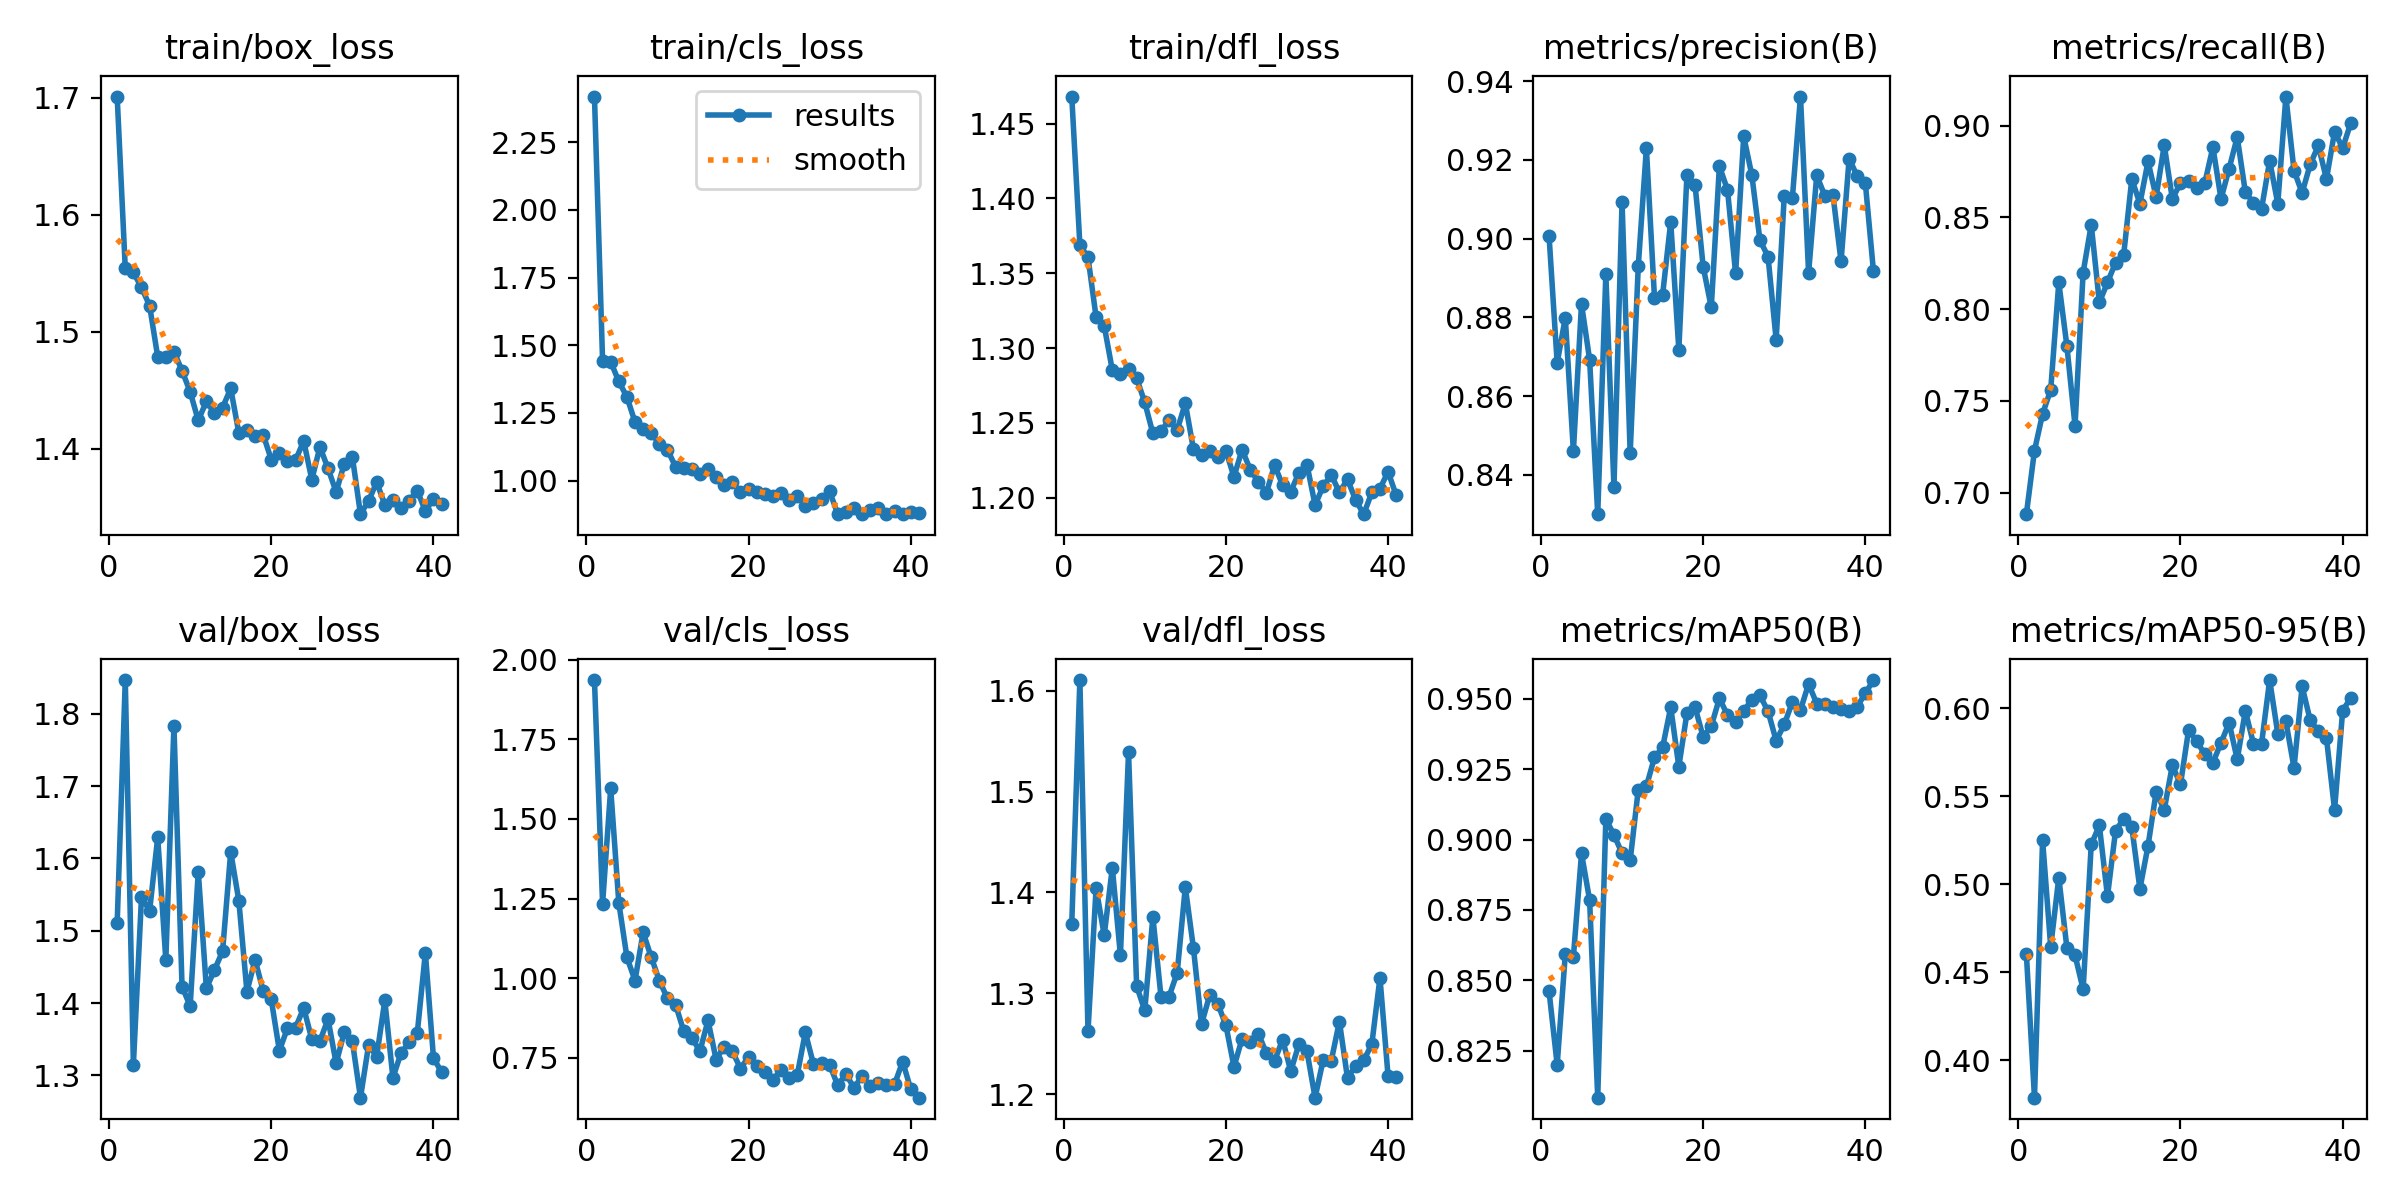 train/box_loss
train/cls_loss
train/dfl_loss
metrics/precision(B)
metrics/recall(B)
1.7
1.6
1.5
1.4
0 20 40
2.25
2.00
1.75
1.50
1.25
1.00
0 20 40
results
smooth
1.45
1.40
1.35
1.30
1.25
1.20
0 20 40
0.94
0.92
0.90
0.88
0.86
0.84
0 20 40
0.90
0.85
0.80
0.75
0.70
0 20 40
val/box_loss
val/cls_loss
val/dfl_loss
metrics/mAP50(B)
metrics/mAP50-95(B)
1.8
1.7
1.6
1.5
1.4
1.3
0 20 40
2.00
1.75
1.50
1.25
1.00
0.75
0 20 40
1.6
1.5
1.4
1.3
1.2
0 20 40
0.950
0.925
0.900
0.875
0.850
0.825
0 20 40
0.60
0.55
0.50
0.45
0.40
0 20 40